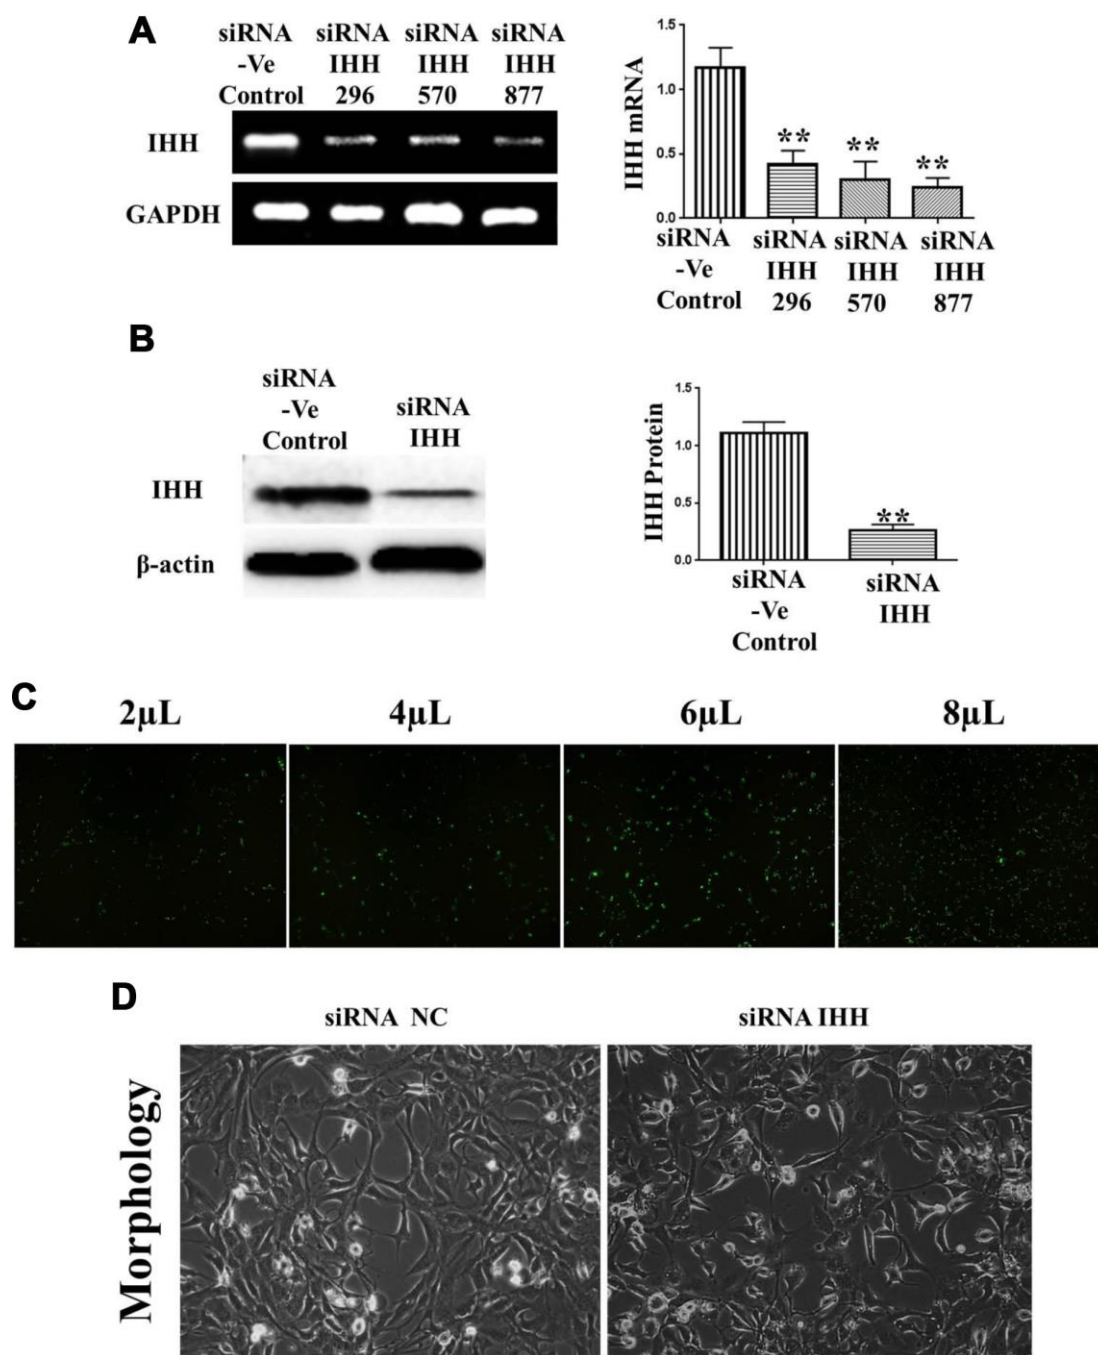 A
siRNA siRNA siRNA siRNA
-Ve IHH IHH IHH
Control 296 570 877
IHH
GAPDH
IHH mRNA
1.5
1.0
0.5
0.0
** ** **
siRNA siRNA siRNA siRNA
-Ve IHH IHH IHH
Control 296 570 877
B
siRNA
-Ve
Control
siRNA
IHH
IHH
β-actin
IHH Protein
1.5
1.0
0.5
0.0
**
siRNA
-Ve
Control
siRNA
IHH
C
2μL 4μL 6μL 8μL
D
siRNA NC siRNA IHH
Morphology